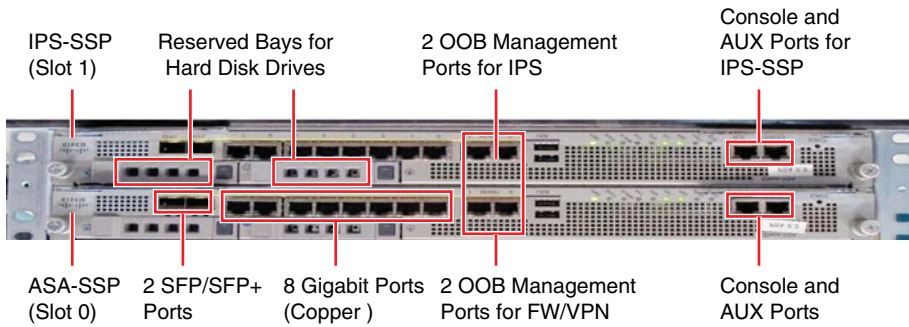 IPS-SSP
(Slot 1)
Reserved Bays for
Hard Disk Drives
2 OOB Management
Ports for IPS
Console and
AUX Ports for
IPS-SSP
CISCO
CISCO
ASA-SSP
(Slot 0)
2 SFP/SFP+
Ports
8 Gigabit Ports
(Copper )
2 OOB Management
Ports for FW/VPN
Console and
AUX Ports